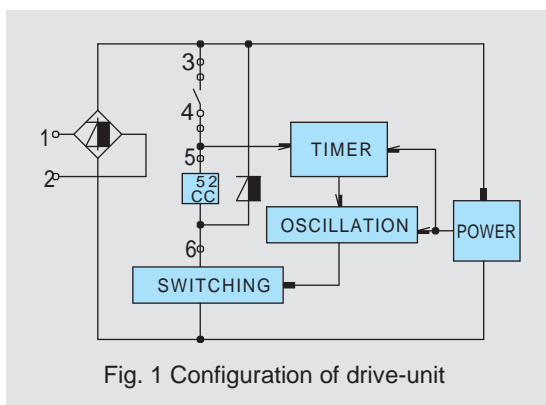 3
4
1
TIMER
5
2
52
CC
OSCILLATION
POWER
6
SWITCHING
Fig. 1 Configuration of drive-unit